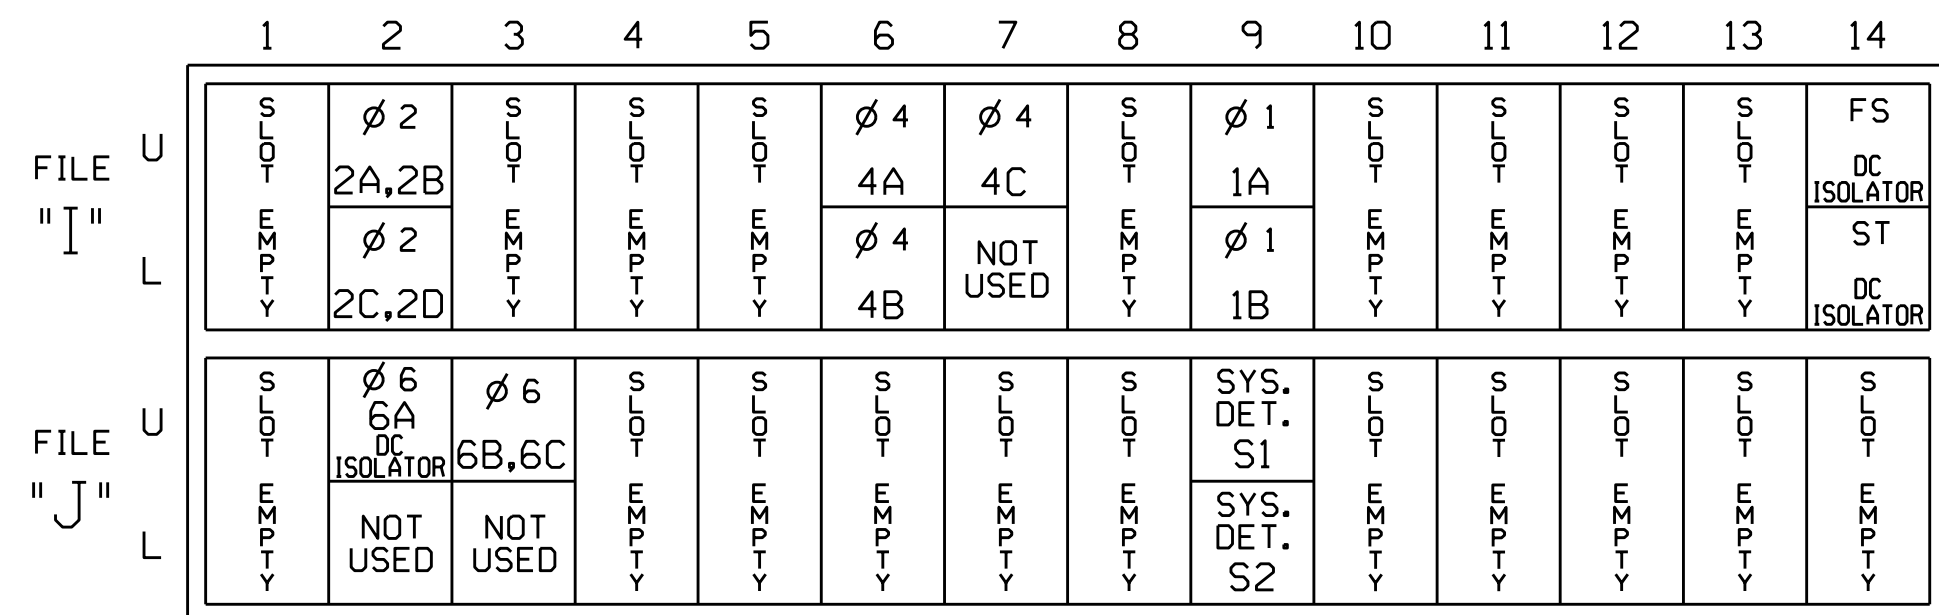 1 2 3 4 5 6 7 8 9 10 11 12 13 14
FILE
"I"
U
L
SLOT EMPTY
Ø 2
2A,2B
Ø 2
2C,2D
SLOT EMPTY
SLOT EMPTY
SLOT EMPTY
Ø 4
4A
Ø 4
4B
Ø 4
4C
NOT
USED
SLOT EMPTY
Ø 1
1A
Ø 1
1B
SLOT EMPTY
SLOT EMPTY
SLOT EMPTY
SLOT EMPTY
FS
DC
ISOLATOR
ST
DC
ISOLATOR
FILE
"J"
U
L
SLOT EMPTY
Ø 6
6A
DC
ISOLATOR
NOT
USED
Ø 6
6B,6C
NOT
USED
SLOT EMPTY
SLOT EMPTY
SLOT EMPTY
SLOT EMPTY
SLOT EMPTY
SYS.
DET.
S1
SYS.
DET.
S2
SLOT EMPTY
SLOT EMPTY
SLOT EMPTY
SLOT EMPTY
SLOT EMPTY